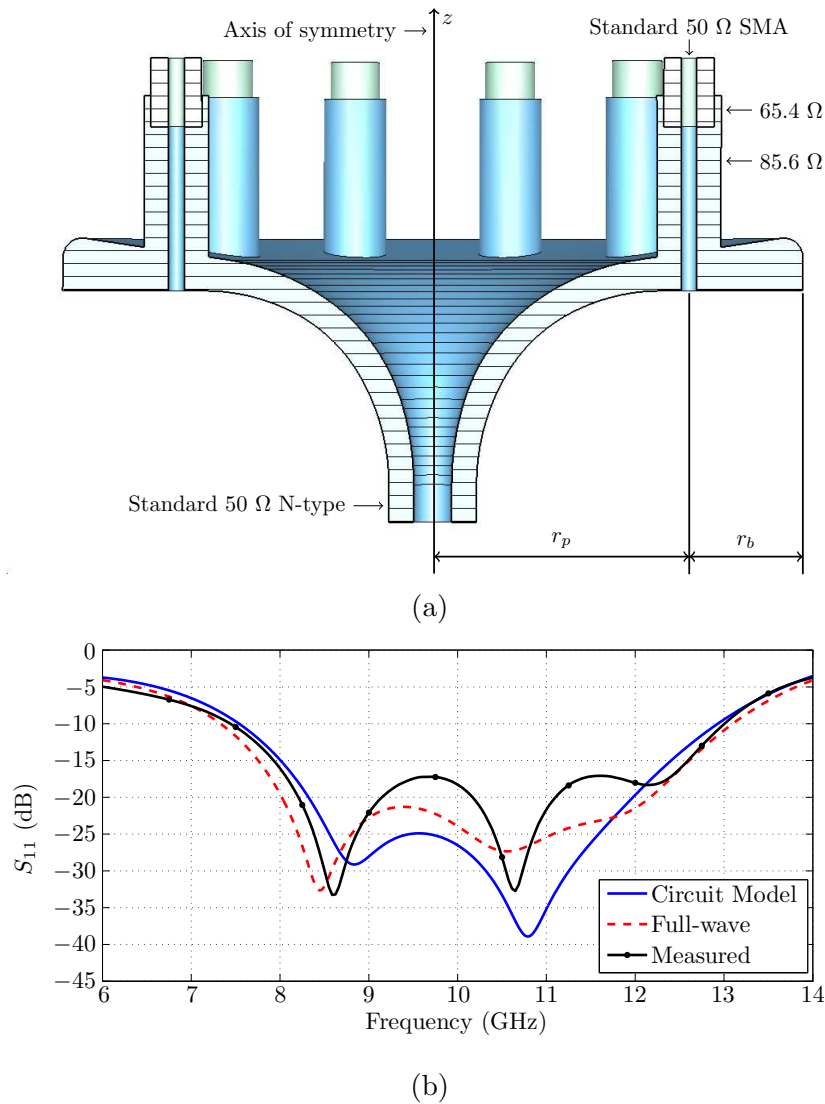 Axis of symmetry
z
Standard 50 Ω SMA
65.4 Ω
85.6 Ω
Standard 50 Ω N-type
r_p
r_b
(a)
0
−5
−10
−15
−20
−25
−30
−35
−40
−45
S_11 (dB)
6
7
8
9
10
11
12
13
14
Frequency (GHz)
Circuit Model
Full-wave
Measured
(b)